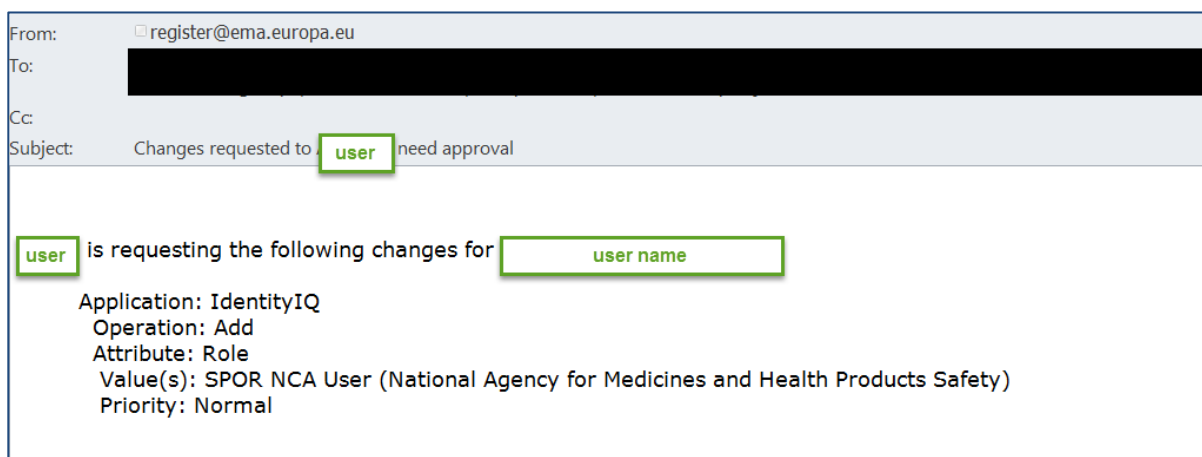 From: register@ema.europa.eu
To:
Cc:
Subject: Changes requested to user need approval
user is requesting the following changes for user name
Application: IdentityIQ
Operation: Add
Attribute: Role
Value(s): SPOR NCA User (National Agency for Medicines and Health Products Safety)
Priority: Normal